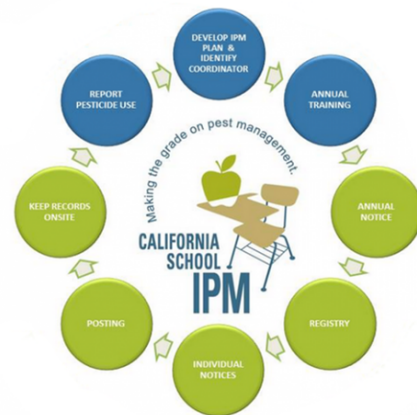 DEVELOP IPM
PLAN &
IDENTIFY
COORDINATOR
ANNUAL
TRAINING
ANNUAL
NOTICE
REGISTRY
INDIVIDUAL
NOTICES
POSTING
KEEP RECORDS
ONSITE
REPORT
PESTICIDE USE
Making the grade on pest management.
CALIFORNIA
SCHOOL
IPM